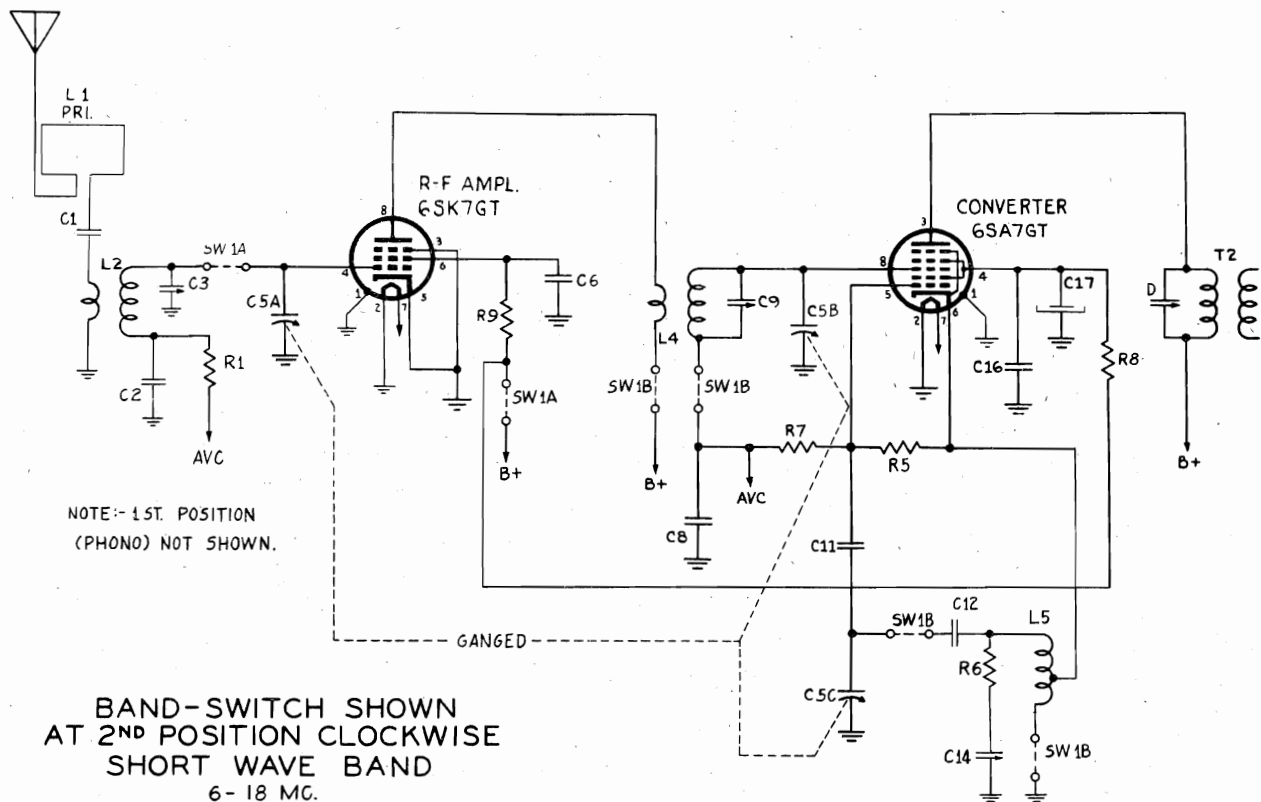 L1
PRI.
C1
L2
SW 1A
C3
C5A
C2
R1
AVC
R-F AMPL.
6SK7GT
8
3
6
4
1
2
7
5
R9
C6
SW1A
B+
L4
SW1B
SW1B
B+
C9
C5B
CONVERTER
6SA7GT
3
8
5
4
1
2
7
6
C17
C16
R8
D
T2
B+
R7
R5
AVC
C8
C11
NOTE:- 1ST. POSITION
(PHONO) NOT SHOWN.
GANGED
SW1B
C12
L5
R6
C5C
C14
SW1B
BAND-SWITCH SHOWN
AT 2ND POSITION CLOCKWISE
SHORT WAVE BAND
6-18 MC.